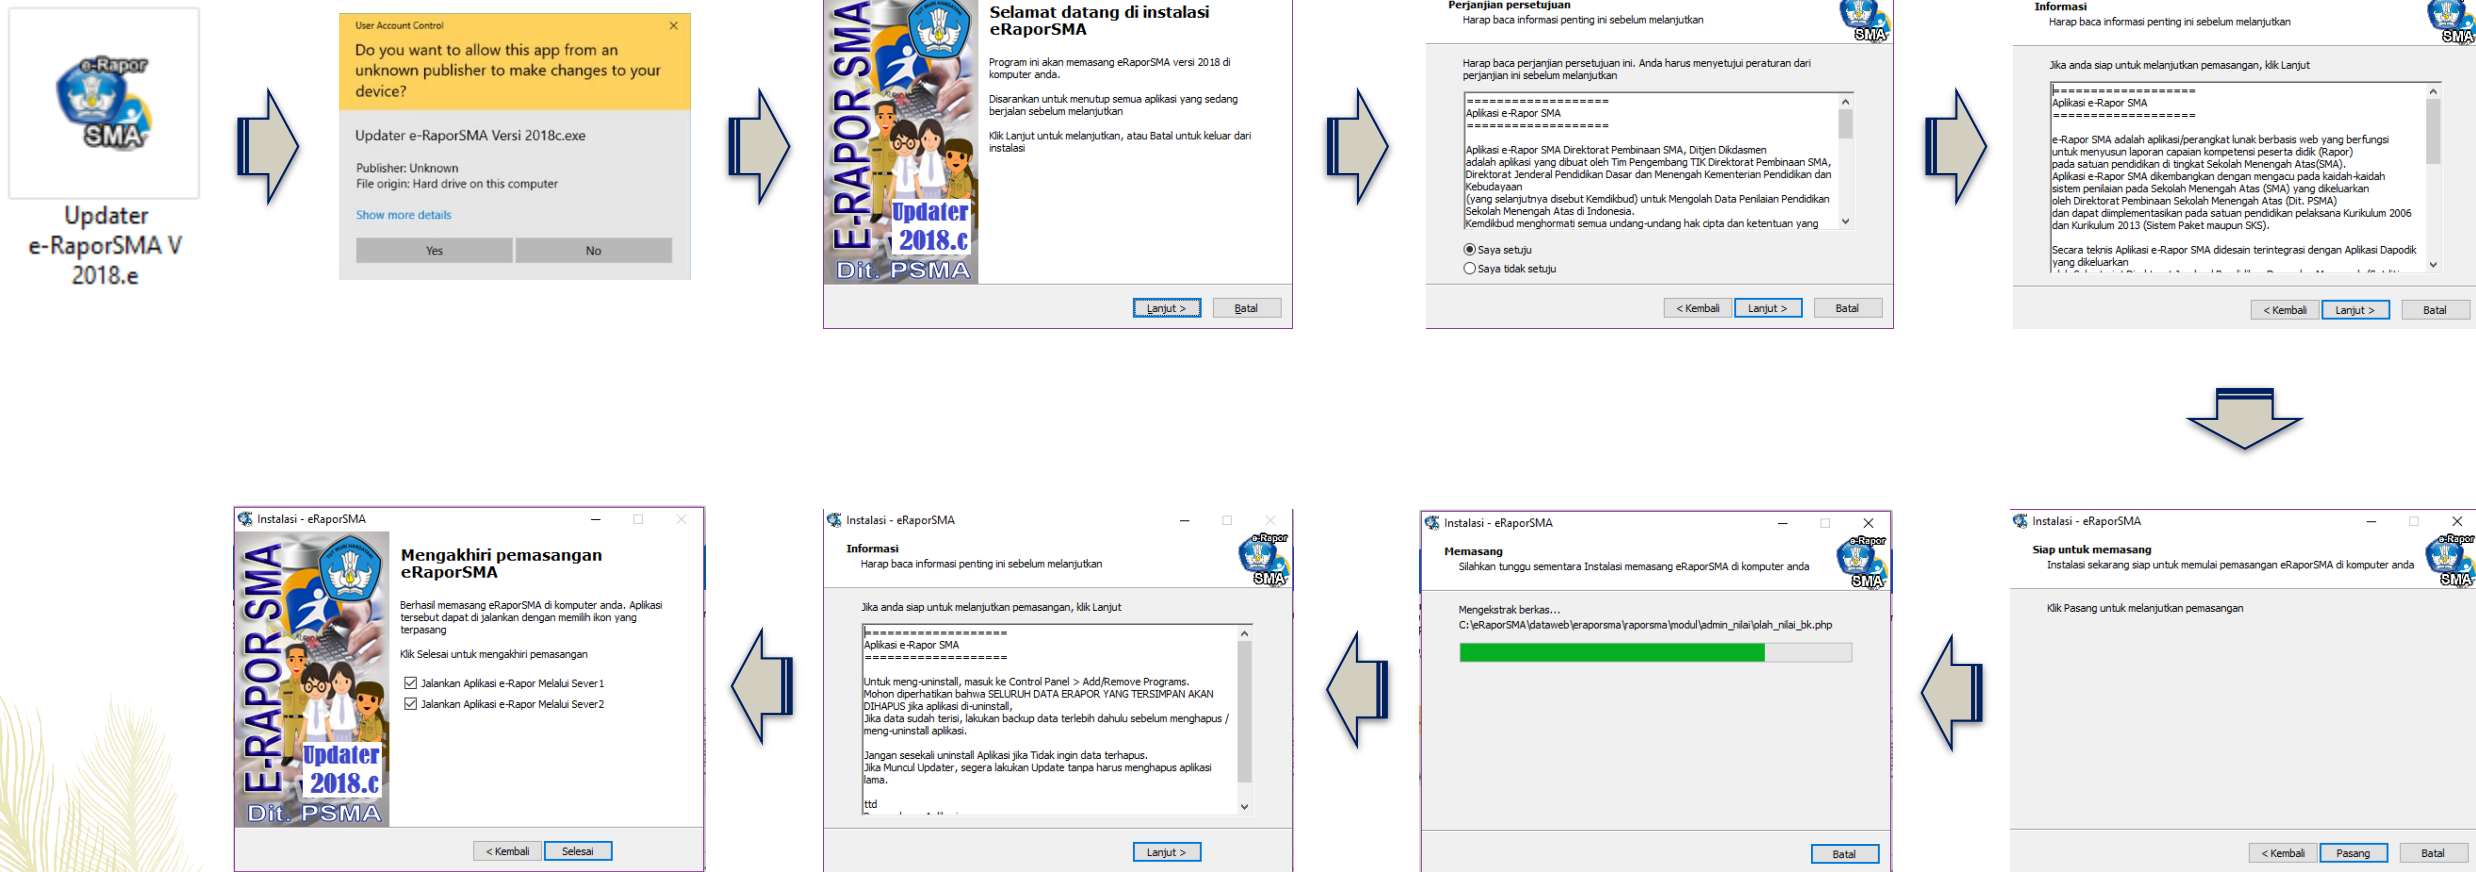 e-Rapor
SMA
Updater
e-RaporSMA V
2018.e
User Account Control
Do you want to allow this app from an
unknown publisher to make changes to your
device?
Updater e-RaporSMA Versi 2018c.exe
Publisher: Unknown
File origin: Hard drive on this computer
Show more details
Yes
No
E-RAPOR SMA
TUT WURI HANDAYANI
Updater
2018.c
Dit. PSMA
Selamat datang di instalasi
eRaporSMA
Program ini akan memasang eRaporSMA versi 2018 di
komputer anda.
Disarankan untuk menutup semua aplikasi yang sedang
berjalan sebelum melanjutkan
Klik Lanjut untuk melanjutkan, atau Batal untuk keluar dari
instalasi
Lanjut >
Batal
Perjanjian persetujuan
Harap baca informasi penting ini sebelum melanjutkan
SMA
Harap baca perjanjian persetujuan ini. Anda harus menyetujui peraturan dari
perjanjian ini sebelum melanjutkan
===================
Aplikasi e-Rapor SMA
===================
Aplikasi e-Rapor SMA Direktorat Pembinaan SMA, Ditjen Dikdasmen
adalah aplikasi yang dibuat oleh Tim Pengembang TIK Direktorat Pembinaan SMA,
Direktorat Jenderal Pendidikan Dasar dan Menengah Kementerian Pendidikan dan
Kebudayaan
(yang selanjutnya disebut Kemdikbud) untuk Mengolah Data Penilaian Pendidikan
Sekolah Menengah Atas di Indonesia.
Kemdikbud menghormati semua undang-undang hak cipta dan ketentuan yang
Saya setuju
Saya tidak setuju
< Kembali
Lanjut >
Batal
Informasi
Harap baca informasi penting ini sebelum melanjutkan
SMA
Jika anda siap untuk melanjutkan pemasangan, klik Lanjut
===================
Aplikasi e-Rapor SMA
===================
e-Rapor SMA adalah aplikasi/perangkat lunak berbasis web yang berfungsi
untuk menyusun laporan capaian kompetensi peserta didik (Rapor)
pada satuan pendidikan di tingkat Sekolah Menengah Atas(SMA).
Aplikasi e-Rapor SMA dikembangkan dengan mengacu pada kaidah-kaidah
sistem penilaian pada Sekolah Menengah Atas (SMA) yang dikeluarkan
oleh Direktorat Pembinaan Sekolah Menengah Atas (Dit. PSMA)
dan dapat diimplementasikan pada satuan pendidikan pelaksana Kurikulum 2006
dan Kurikulum 2013 (Sistem Paket maupun SKS).
Secara teknis Aplikasi e-Rapor SMA didesain terintegrasi dengan Aplikasi Dapodik
yang dikeluarkan
< Kembali
Lanjut >
Batal
Instalasi - eRaporSMA
E-RAPOR SMA
TUT WURI HANDAYANI
Updater
2018.c
Dit. PSMA
Mengakhiri pemasangan
eRaporSMA
Berhasil memasang eRaporSMA di komputer anda. Aplikasi
tersebut dapat di jalankan dengan memilih ikon yang
terpasang
Klik Selesai untuk mengakhiri pemasangan
Jalankan Aplikasi e-Rapor Melalui Sever1
Jalankan Aplikasi e-Rapor Melalui Sever2
< Kembali
Selesai
Instalasi - eRaporSMA
Informasi
Harap baca informasi penting ini sebelum melanjutkan
e-Rapor
SMA
Jika anda siap untuk melanjutkan pemasangan, klik Lanjut
===================
Aplikasi e-Rapor SMA
===================
Untuk meng-uninstall, masuk ke Control Panel > Add/Remove Programs.
Mohon diperhatikan bahwa SELURUH DATA ERAPOR YANG TERSIMPAN AKAN
DIHAPUS jika aplikasi di-uninstall,
Jika data sudah terisi, lakukan backup data terlebih dahulu sebelum menghapus /
meng-uninstall aplikasi.
Jangan sesekali uninstall Aplikasi jika Tidak ingin data terhapus.
Jika Muncul Updater, segera lakukan Update tanpa harus menghapus aplikasi
lama.
ttd
Lanjut >
Instalasi - eRaporSMA
Memasang
Silahkan tunggu sementara Instalasi memasang eRaporSMA di komputer anda
e-Rapor
SMA
Mengekstrak berkas...
C:\eRaporSMA\dataweb\eraporsma\raporsma\modul\admin_nilai\olah_nilai_bk.php
Batal
Instalasi - eRaporSMA
Siap untuk memasang
Instalasi sekarang siap untuk memulai pemasangan eRaporSMA di komputer anda
e-Rapor
SMA
Klik Pasang untuk melanjutkan pemasangan
< Kembali
Pasang
Batal